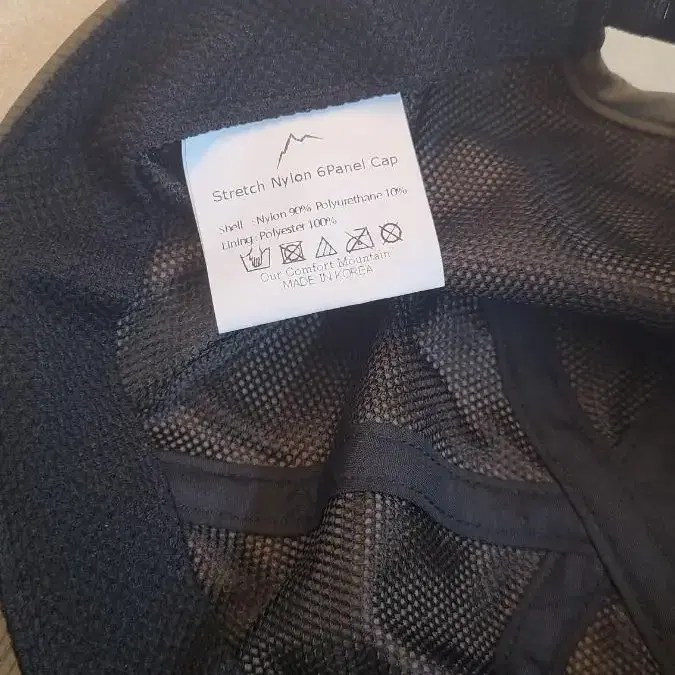 Stretch Nylon 6Panel Cap
Shell : Nylon 90% Polyurethane 10%
Lining : Polyester 100%
Our Comfort Mountain
MADE IN KOREA